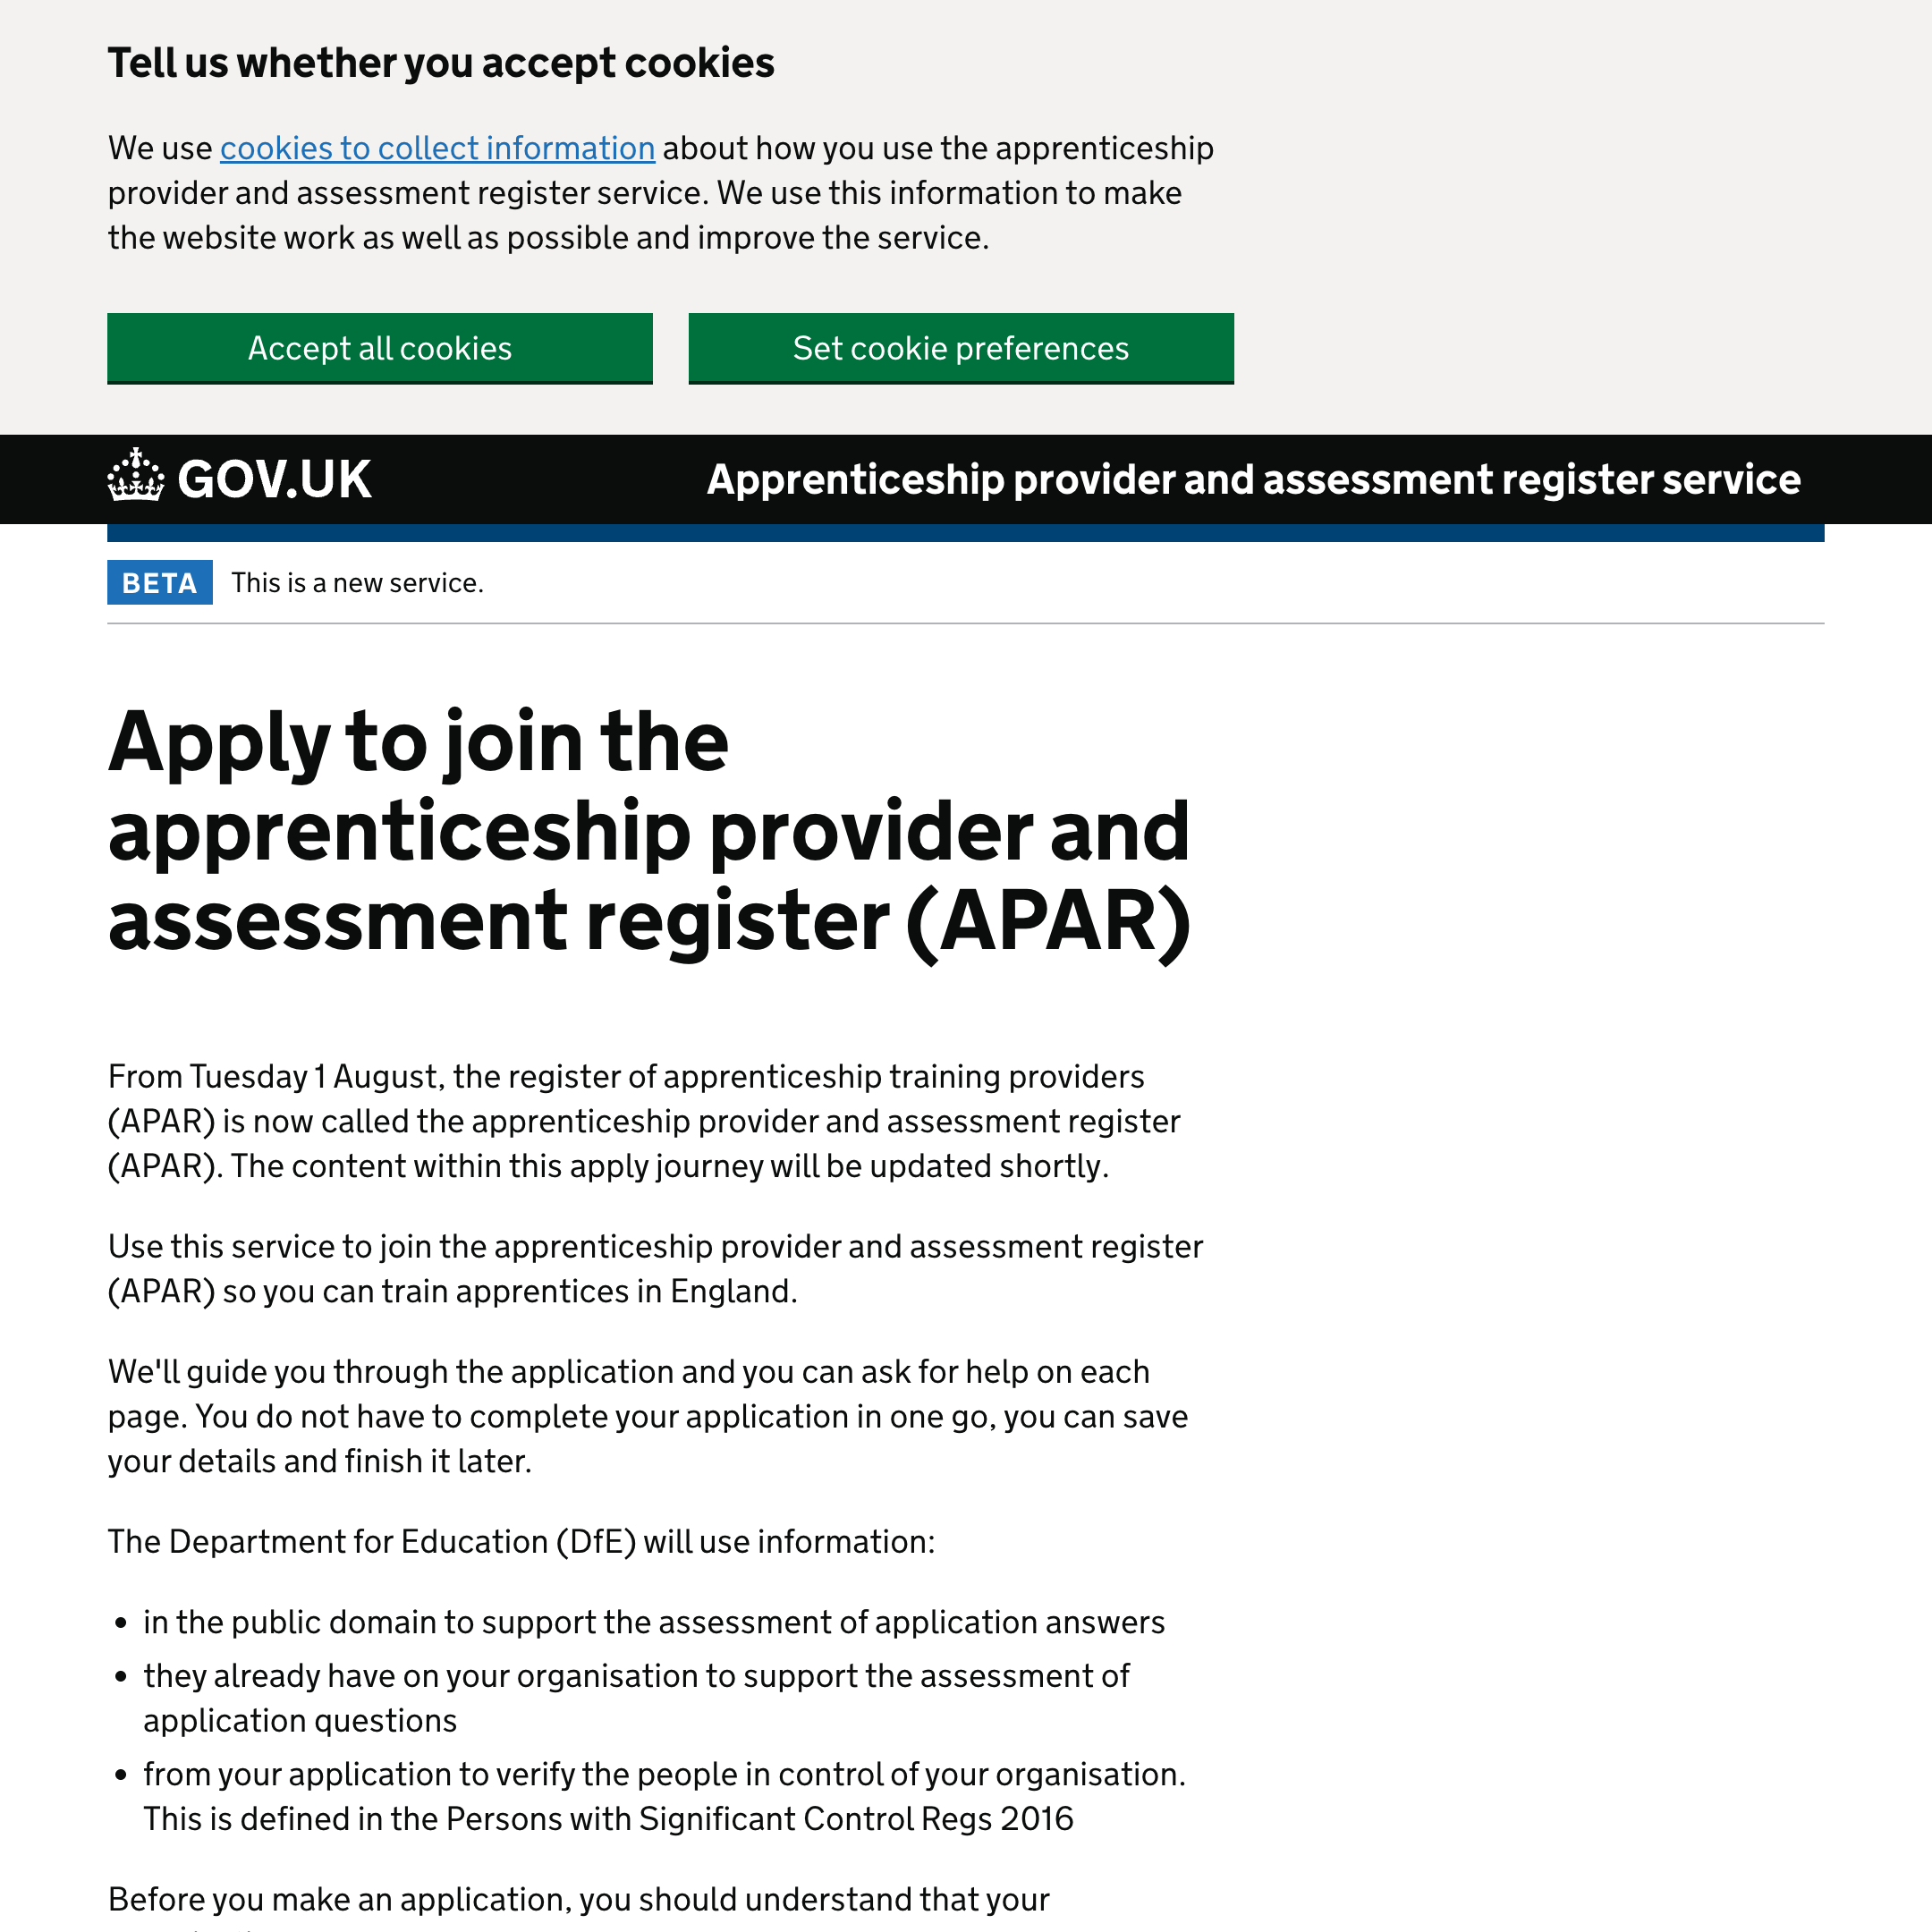 Tell us whether you accept cookies
We use cookies to collect information about how you use the apprenticeship
provider and assessment register service. We use this information to make
the website work as well as possible and improve the service.
Accept all cookies
Set cookie preferences
GOV.UK
Apprenticeship provider and assessment register service
BETA
This is a new service.
Apply to join the
apprenticeship provider and
assessment register (APAR)
From Tuesday 1 August, the register of apprenticeship training providers
(APAR) is now called the apprenticeship provider and assessment register
(APAR). The content within this apply journey will be updated shortly.
Use this service to join the apprenticeship provider and assessment register
(APAR) so you can train apprentices in England.
We'll guide you through the application and you can ask for help on each
page. You do not have to complete your application in one go, you can save
your details and finish it later.
The Department for Education (DfE) will use information:
• in the public domain to support the assessment of application answers
• they already have on your organisation to support the assessment of
application questions
• from your application to verify the people in control of your organisation.
This is defined in the Persons with Significant Control Regs 2016
Before you make an application, you should understand that your